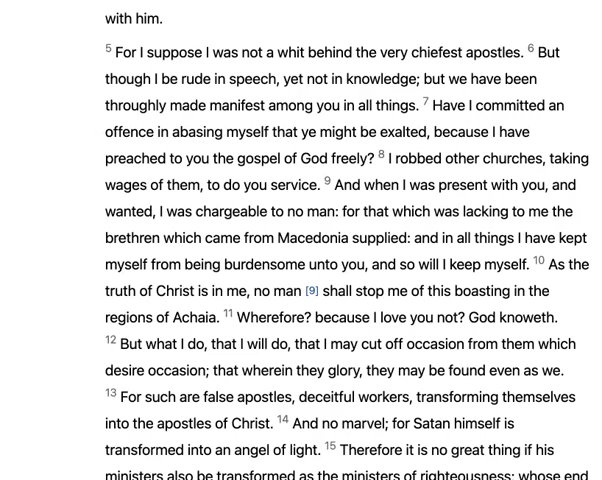 with him.
5 For I suppose I was not a whit behind the very chiefest apostles. 6 But
though I be rude in speech, yet not in knowledge; but we have been
throughly made manifest among you in all things. 7 Have I committed an
offence in abasing myself that ye might be exalted, because I have
preached to you the gospel of God freely? 8 I robbed other churches, taking
wages of them, to do you service. 9 And when I was present with you, and
wanted, I was chargeable to no man: for that which was lacking to me the
brethren which came from Macedonia supplied: and in all things I have kept
myself from being burdensome unto you, and so will I keep myself. 10 As the
truth of Christ is in me, no man [9] shall stop me of this boasting in the
regions of Achaia. 11 Wherefore? because I love you not? God knoweth.
12 But what I do, that I will do, that I may cut off occasion from them which
desire occasion; that wherein they glory, they may be found even as we.
13 For such are false apostles, deceitful workers, transforming themselves
into the apostles of Christ. 14 And no marvel; for Satan himself is
transformed into an angel of light. 15 Therefore it is no great thing if his
ministers also be transformed as the ministers of righteousness; whose end